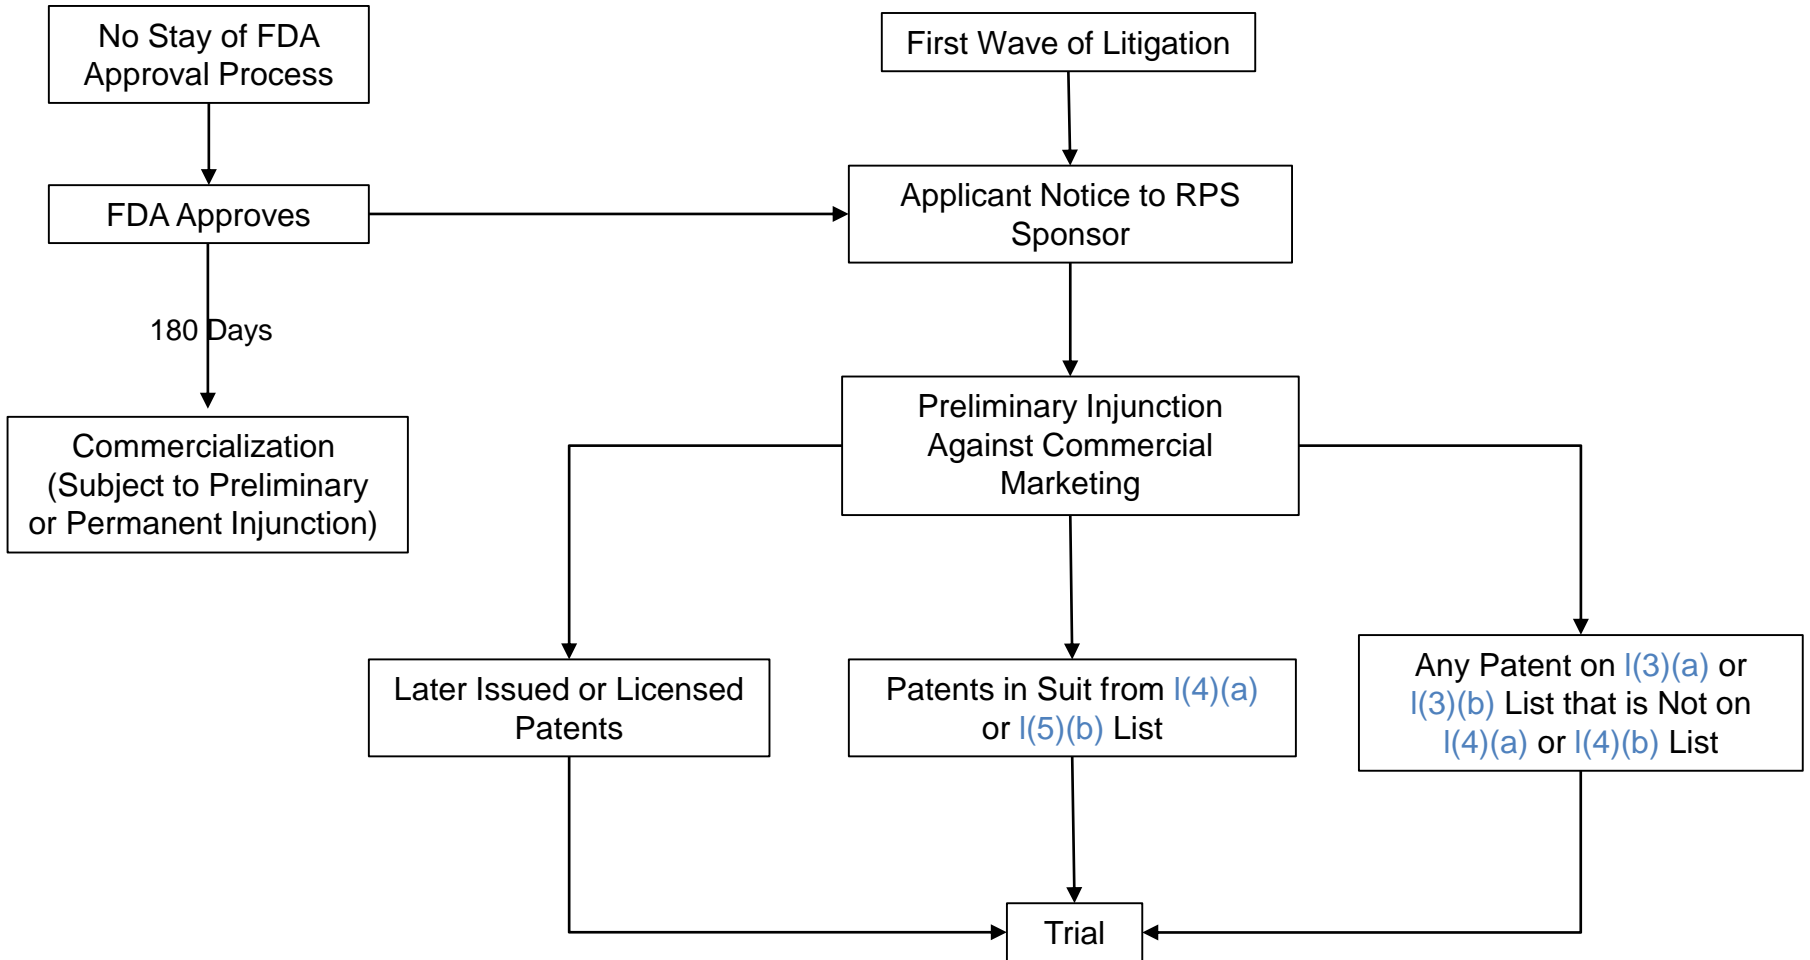 No Stay of FDA
Approval Process
First Wave of Litigation
FDA Approves
Applicant Notice to RPS
Sponsor
180 Days
Commercialization
(Subject to Preliminary
or Permanent Injunction)
Preliminary Injunction
Against Commercial
Marketing
Later Issued or Licensed
Patents
Patents in Suit from l(4)(a)
or l(5)(b) List
Any Patent on l(3)(a) or
l(3)(b) List that is Not on
l(4)(a) or l(4)(b) List
Trial